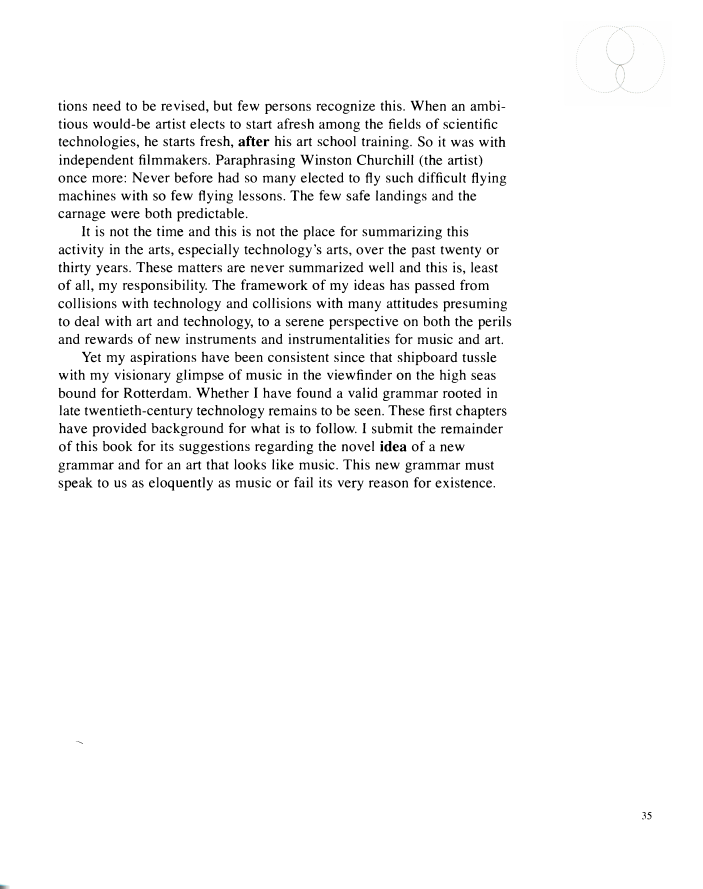 tions need to be revised, but few persons recognize this. When an ambi-
tious would-be artist elects to start afresh among the fields of scientific
technologies, he starts fresh, after his art school training. So it was with
independent filmmakers. Paraphrasing Winston Churchill (the artist)
once more: Never before had so many elected to fly such difficult flying
machines with so few flying lessons. The few safe landings and the
carnage were both predictable.
It is not the time and this is not the place for summarizing this
activity in the arts, especially technology's arts, over the past twenty or
thirty years. These matters are never summarized well and this is, least
of all, my responsibility. The framework of my ideas has passed from
collisions with technology and collisions with many attitudes presuming
to deal with art and technology, to a serene perspective on both the perils
and rewards of new instruments and instrumentalities for music and art.
Yet my aspirations have been consistent since that shipboard tussle
with my visionary glimpse of music in the viewfinder on the high seas
bound for Rotterdam. Whether I have found a valid grammar rooted in
late twentieth-century technology remains to be seen. These first chapters
have provided background for what is to follow. I submit the remainder
of this book for its suggestions regarding the novel idea of a new
grammar and for an art that looks like music. This new grammar must
speak to us as eloquently as music or fail its very reason for existence.
35